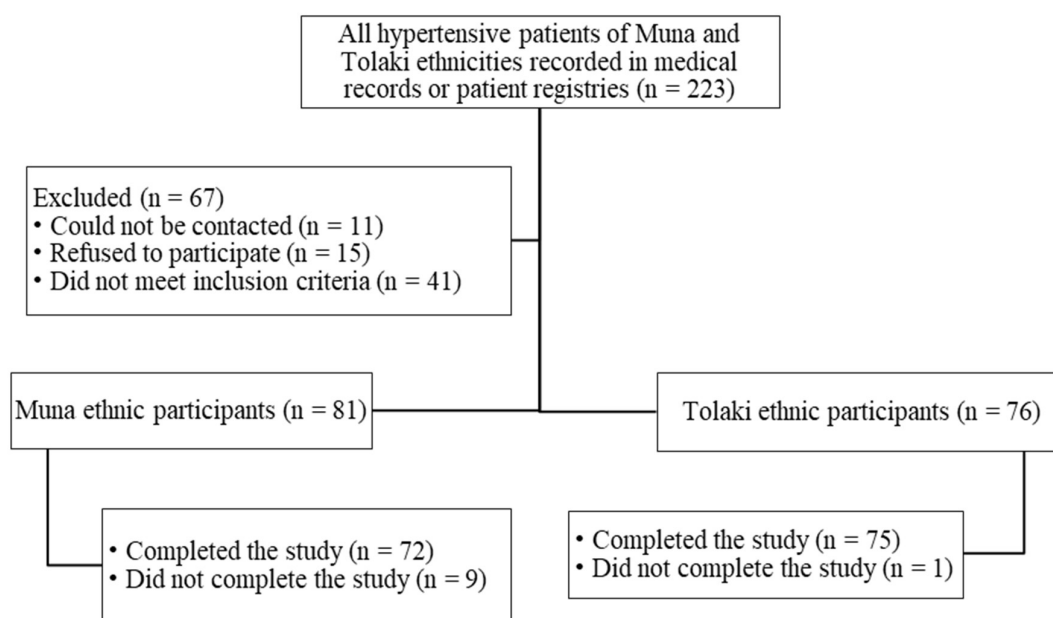 All hypertensive patients of Muna and
Tolaki ethnicities recorded in medical
records or patient registries (n = 223)
Excluded (n = 67)
• Could not be contacted (n = 11)
• Refused to participate (n = 15)
• Did not meet inclusion criteria (n = 41)
Muna ethnic participants (n = 81)
Tolaki ethnic participants (n = 76)
• Completed the study (n = 72)
• Did not complete the study (n = 9)
• Completed the study (n = 75)
• Did not complete the study (n = 1)